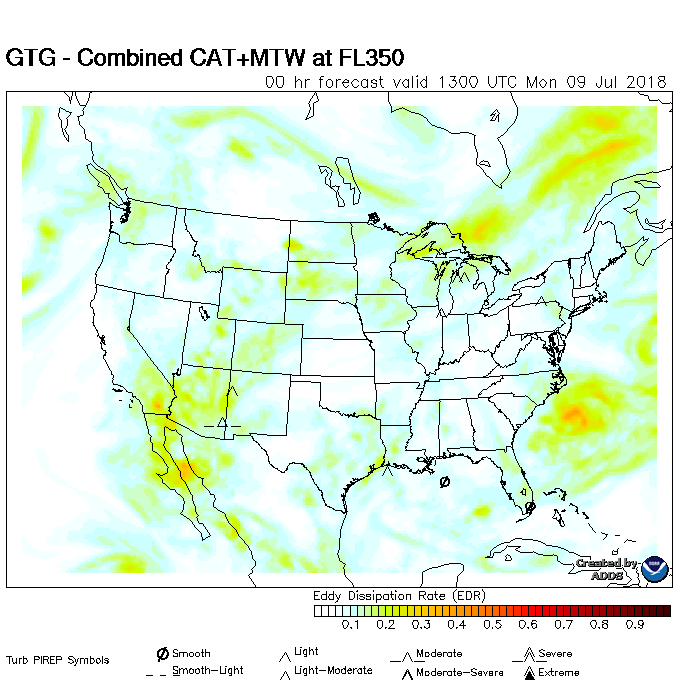 GTG - Combined CAT+MTW at FL350
00 hr forecast valid 1300 UTC Mon 09 Jul 2018
Created by
ADDS
Eddy Dissipation Rate (EDR)
0.1 0.2 0.3 0.4 0.5 0.6 0.7 0.8 0.9
Turb PIREP Symbols
Smooth Light Moderate Severe
Smooth-Light Light-Moderate Moderate-Severe Extreme